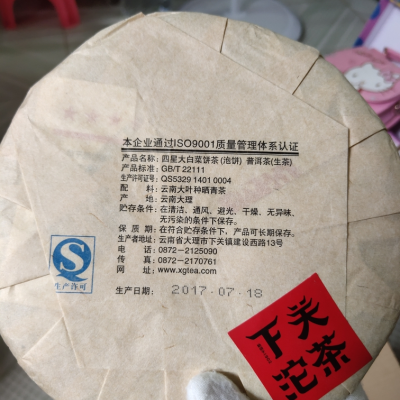 本企业通过ISO9001质量管理体系认证
产品名称：四星大白菜饼茶(泡饼) 普洱茶(生茶)
产品标准：GB/T 22111
生产许可证号：QS5329 1401 0004
配 料：云南大叶种晒青茶
产 地：云南大理
贮存条件：在清洁、通风、避光、干燥、无异味、
无污染的条件下保存。
保 质 期：在符合贮存条件下，产品可长期保存。
生产者地址：云南省大理市下关镇建设西路13号
电 话：0872-2125090
传 真：0872-2170761
网 址：www.xgtea.com
生产日期：2017-07-18
生产许可
下关
沱茶